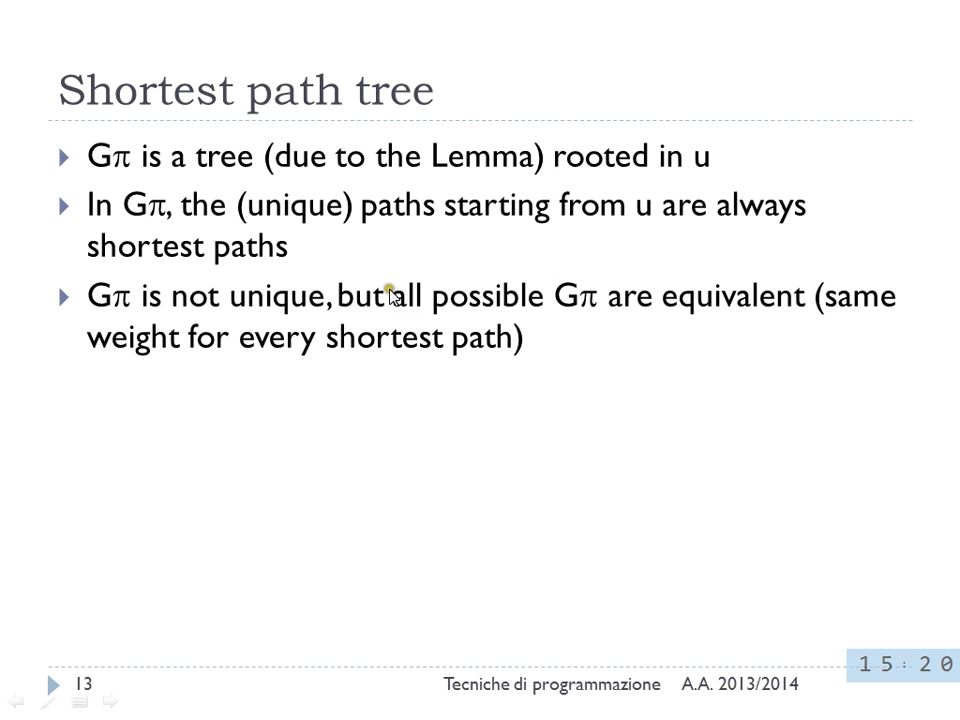 Shortest path tree
Gπ is a tree (due to the Lemma) rooted in u
In Gπ, the (unique) paths starting from u are always
shortest paths
Gπ is not unique, but all possible Gπ are equivalent (same
weight for every shortest path)
13 Tecniche di programmazione A.A. 2013/2014
15:20